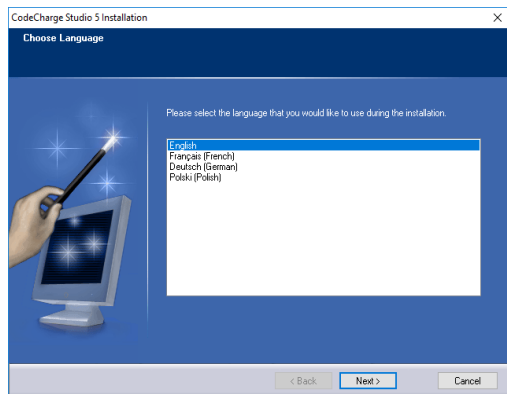 CodeCharge Studio 5 Installation
Choose Language
Please select the language that you would like to use during the installation.
English
Français (French)
Deutsch (German)
Polski (Polish)
< Back
Next >
Cancel